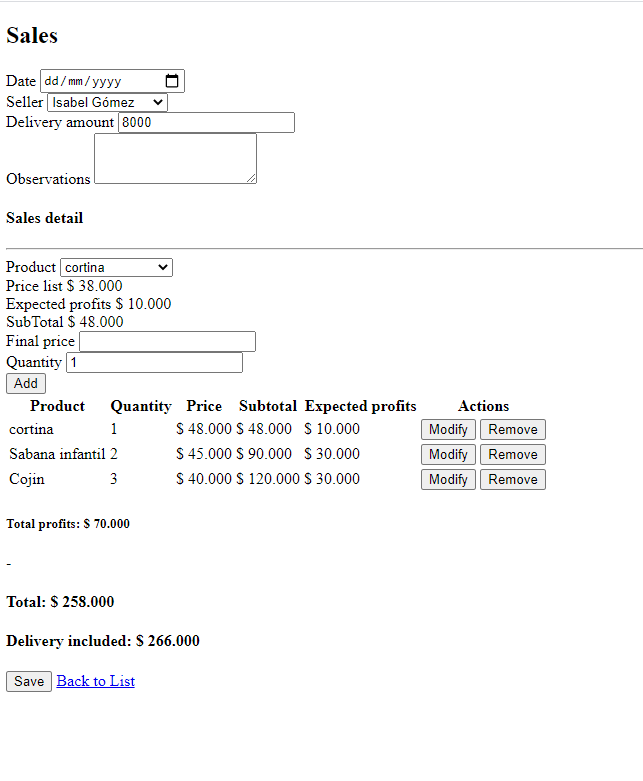 Sales
Date dd/mm/yyyy
Seller Isabel Gómez
Delivery amount 8000
Observations
Sales detail
Product cortina
Price list $ 38.000
Expected profits $ 10.000
SubTotal $ 48.000
Final price
Quantity 1
Add
Product Quantity Price Subtotal Expected profits Actions
cortina 1 $ 48.000 $ 48.000 $ 10.000 Modify Remove
Sabana infantil 2 $ 45.000 $ 90.000 $ 30.000 Modify Remove
Cojin 3 $ 40.000 $ 120.000 $ 30.000 Modify Remove
Total profits: $ 70.000
-
Total: $ 258.000
Delivery included: $ 266.000
Save Back to List